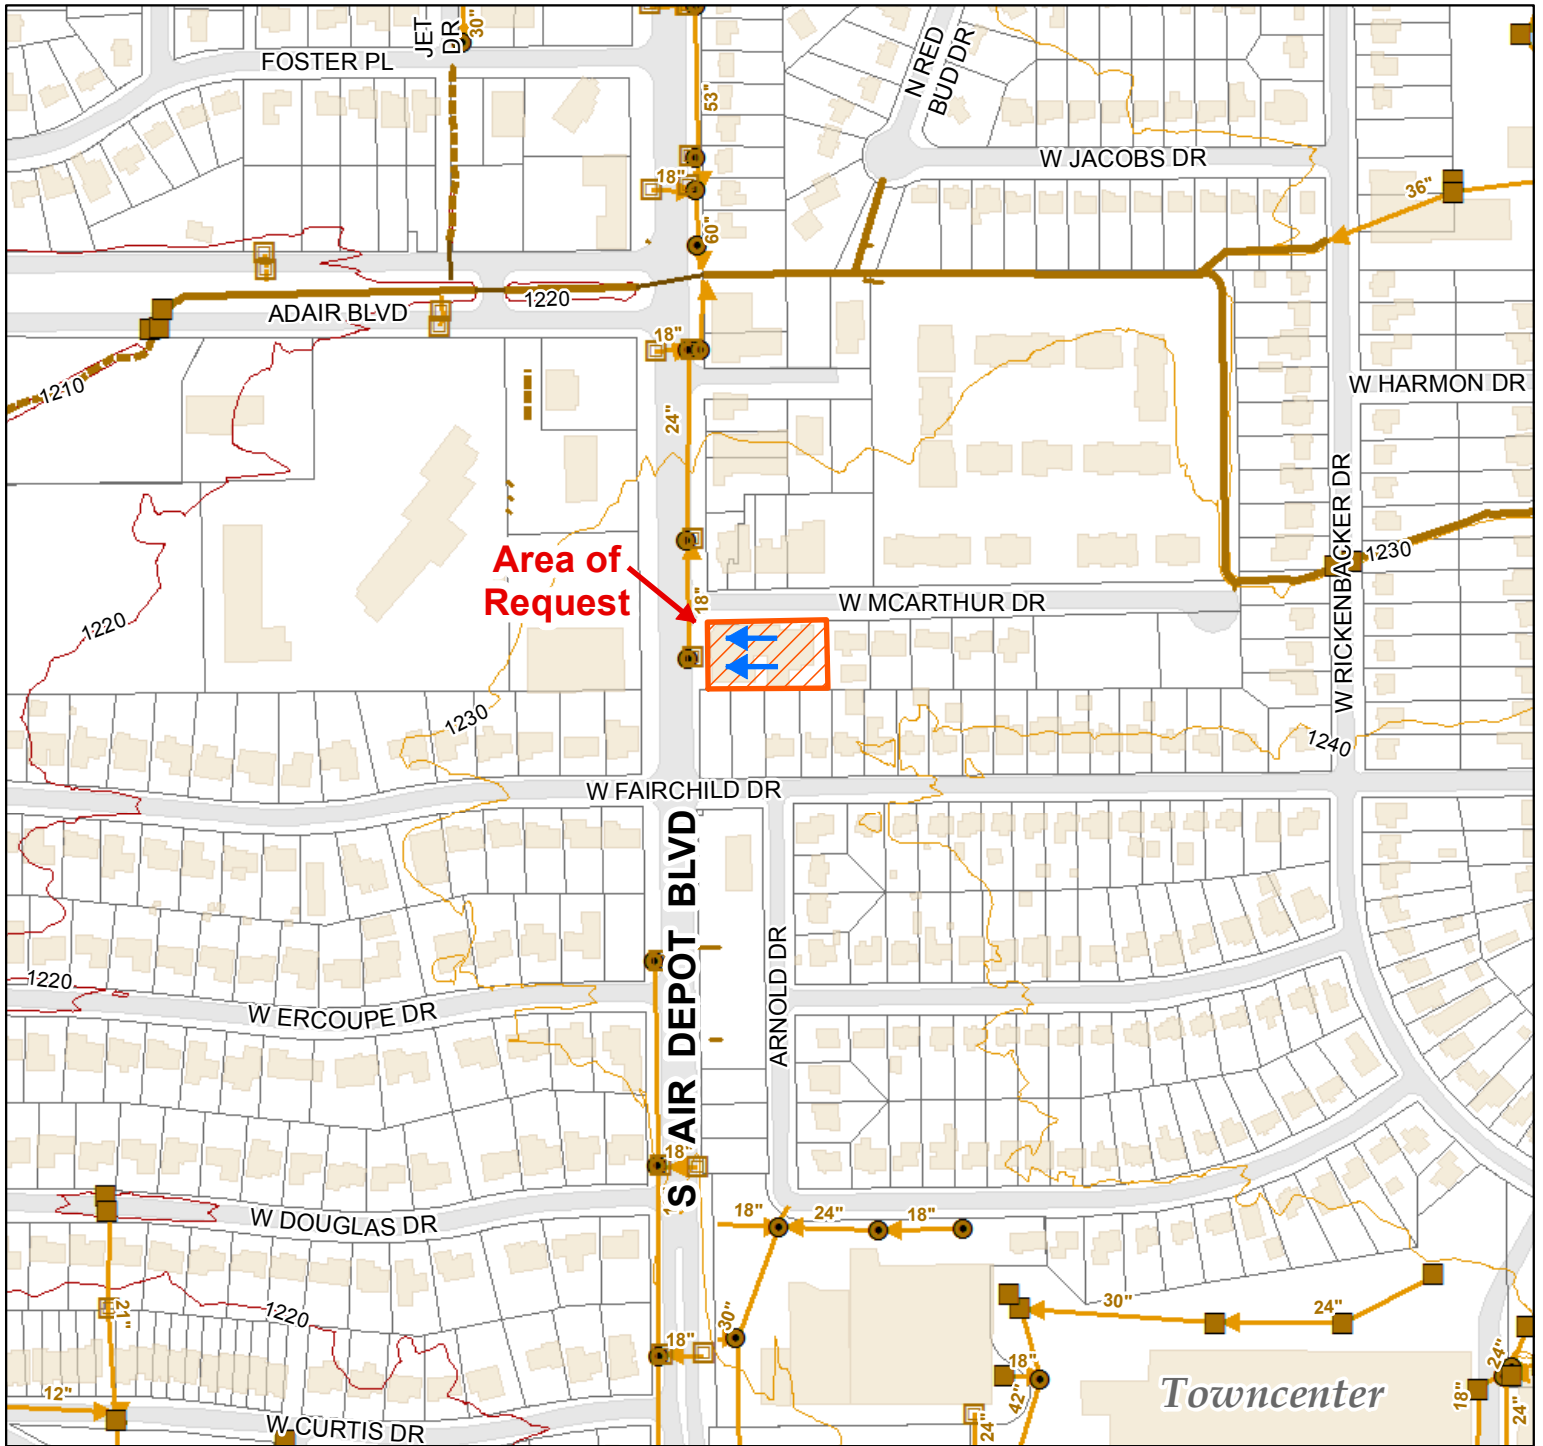 JET
DR
30"
FOSTER PL
N RED
BUD DR
53"
W JACOBS DR
18"
36"
60"
1220
ADAIR BLVD
18"
1210
W HARMON DR
24"
W RICKENBACKER DR
1230
Area of
Request
18"
W MCARTHUR DR
1220
1230
1240
W FAIRCHILD DR
S AIR DEPOT BLVD
ARNOLD DR
1220
W ERCOUPE DR
18"
W DOUGLAS DR
18"
24"
18"
1220
21"
30"
30"
24"
18"
18"
42"
24"
Towncenter
24"
18"
24"
12"
W CURTIS DR